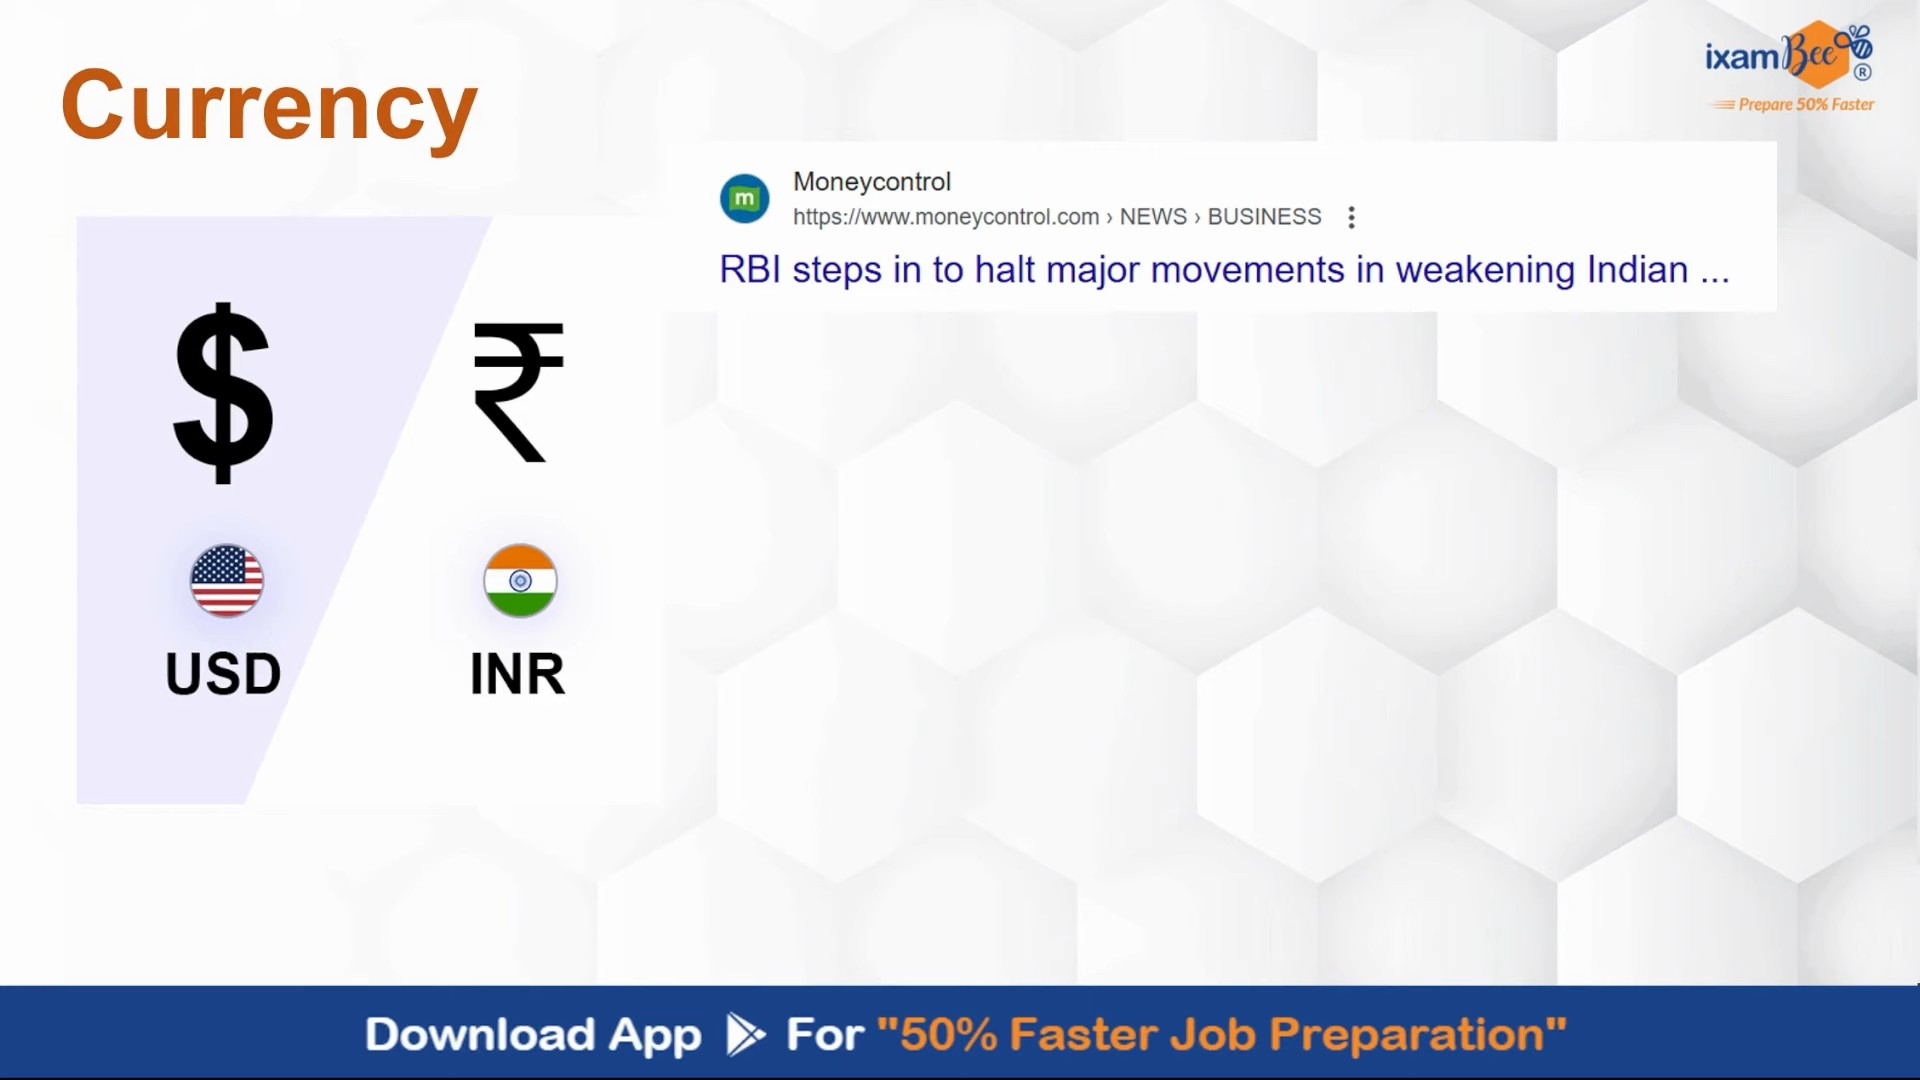 Currency
ixamBee®
Prepare 50% Faster
m
Moneycontrol
https://www.moneycontrol.com › NEWS › BUSINESS
RBI steps in to halt major movements in weakening Indian ...
$ ₹
USD INR
Download App For "50% Faster Job Preparation"